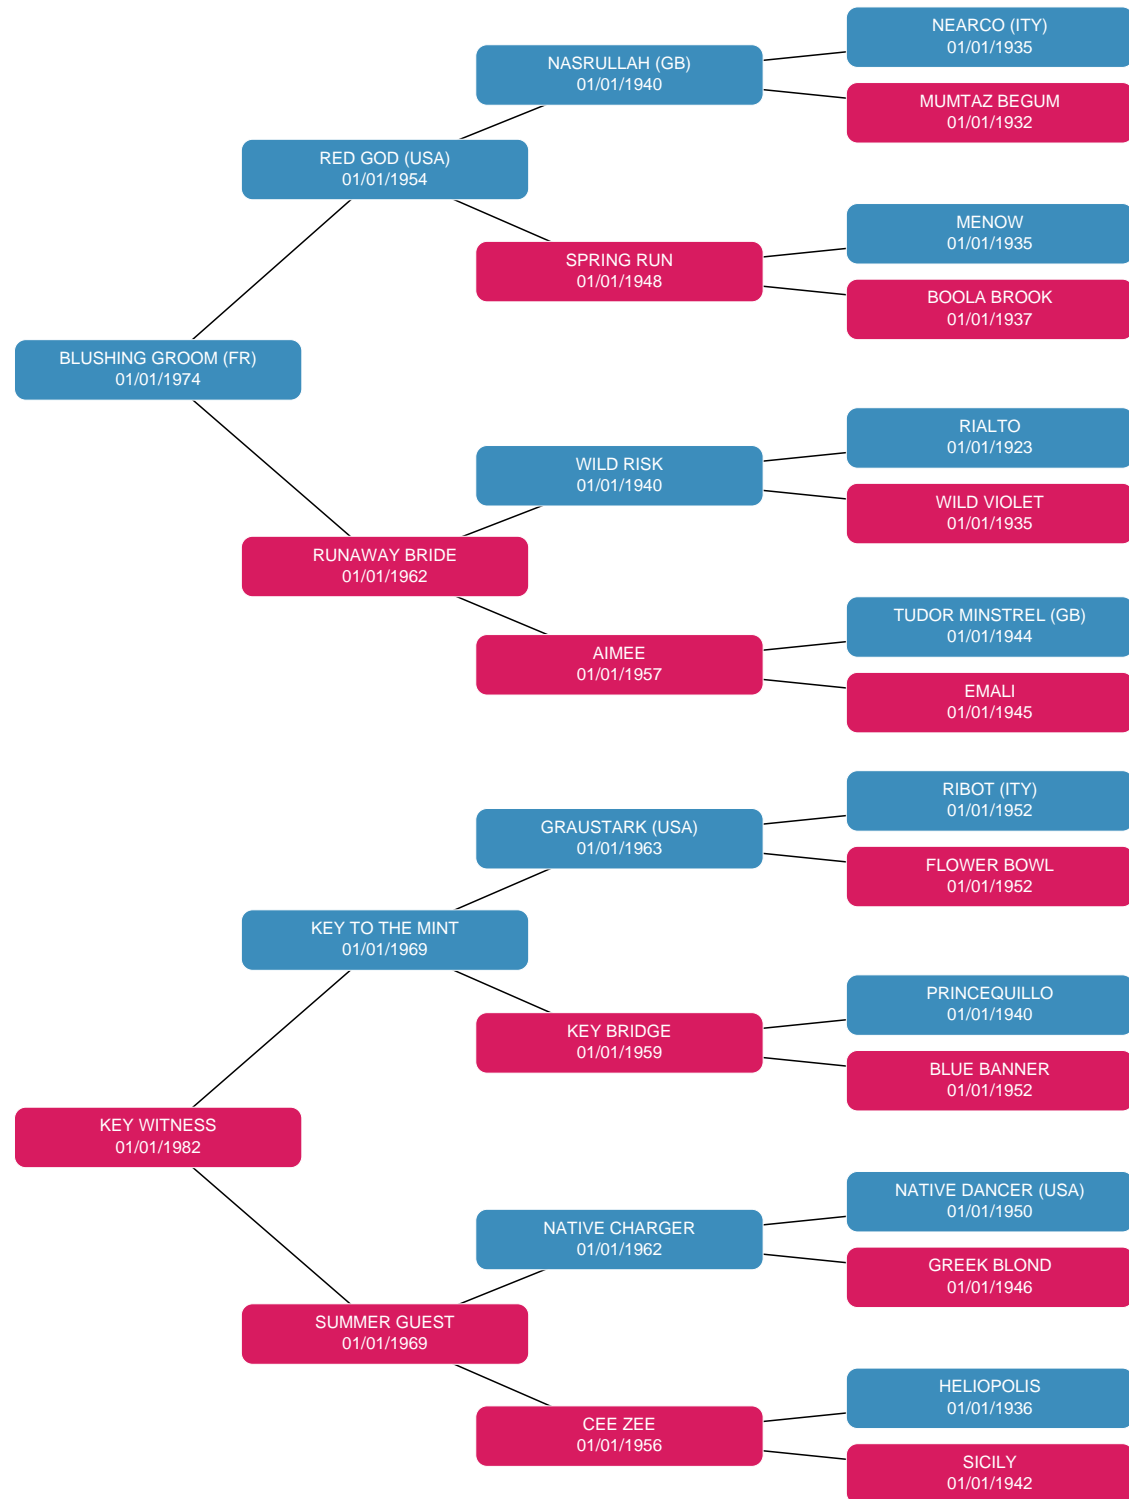 NEARCO (ITY)
01/01/1935
NASRULLAH (GB)
01/01/1940
MUMTAZ BEGUM
01/01/1932
RED GOD (USA)
01/01/1954
MENOW
01/01/1935
SPRING RUN
01/01/1948
BOOLA BROOK
01/01/1937
BLUSHING GROOM (FR)
01/01/1974
RIALTO
01/01/1923
WILD RISK
01/01/1940
WILD VIOLET
01/01/1935
RUNAWAY BRIDE
01/01/1962
TUDOR MINSTREL (GB)
01/01/1944
AIMEE
01/01/1957
EMALI
01/01/1945
RIBOT (ITY)
01/01/1952
GRAUSTARK (USA)
01/01/1963
FLOWER BOWL
01/01/1952
KEY TO THE MINT
01/01/1969
PRINCEQUILLO
01/01/1940
KEY BRIDGE
01/01/1959
BLUE BANNER
01/01/1952
KEY WITNESS
01/01/1982
NATIVE DANCER (USA)
01/01/1950
NATIVE CHARGER
01/01/1962
GREEK BLOND
01/01/1946
SUMMER GUEST
01/01/1969
HELIOPOLIS
01/01/1936
CEE ZEE
01/01/1956
SICILY
01/01/1942